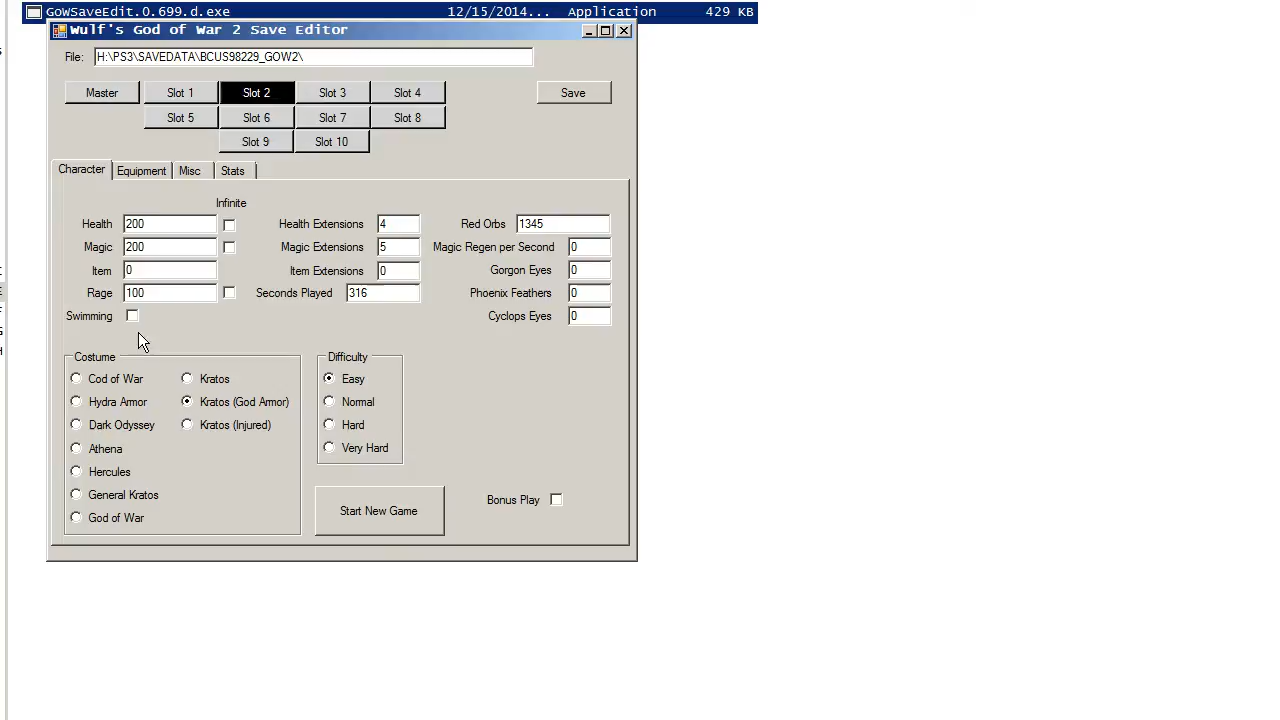 GowSaveEdit.0.699.d.exe 12/15/2014... Application 429 KB
Wulf's God of War 2 Save Editor
File: H:\PS3\SAVEDATA\BCUS98229_GOW2\
Master Slot 1 Slot 2 Slot 3 Slot 4 Save
Slot 5 Slot 6 Slot 7 Slot 8
Slot 9 Slot 10
Character Equipment Misc Stats
Infinite
Health 200 Health Extensions 4 Red Orbs 1345
Magic 200 Magic Extensions 5 Magic Regen per Second 0
Item 0 Item Extensions 0 Gorgon Eyes 0
Rage 100 Seconds Played 316 Phoenix Feathers 0
Swimming Cyclops Eyes 0
Costume Difficulty
Cod of War Kratos Easy
Hydra Armor Kratos (God Armor) Normal
Dark Odyssey Kratos (Injured) Hard
Athena Very Hard
Hercules
General Kratos Bonus Play
God of War Start New Game